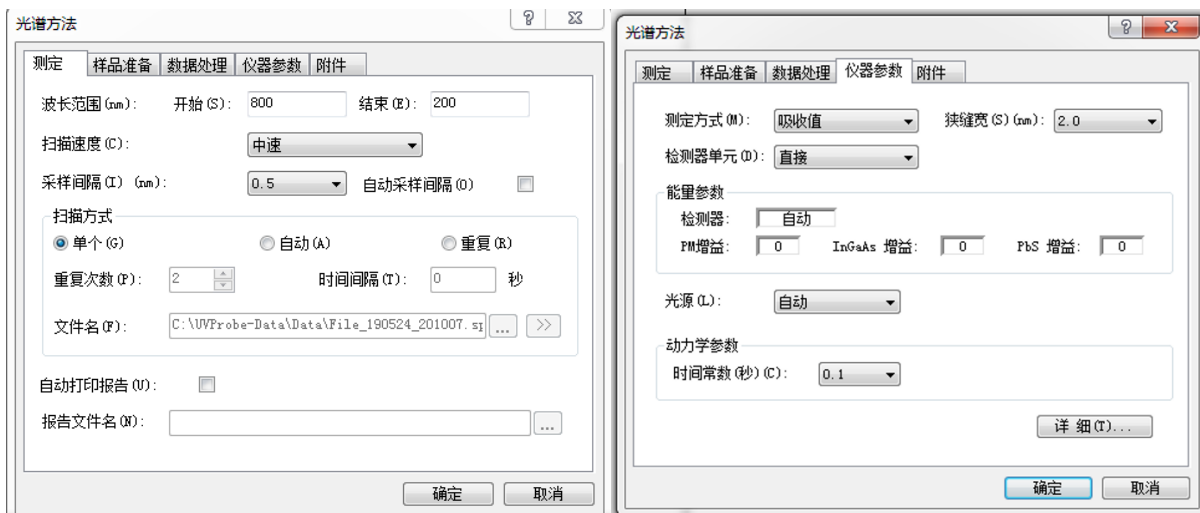 光谱方法
测定 样品准备 数据处理 仪器参数 附件
波长范围(nm): 开始(S): 800 结束(E): 200
扫描速度(C): 中速
采样间隔(I) (nm): 0.5 自动采样间隔(O)
扫描方式
单个(G) 自动(A) 重复(R)
重复次数(P): 2 时间间隔(T): 0 秒
文件名(F): C:\UVProbe-Data\Data\File_190524_201007.sp ... >>
自动打印报告(U):
报告文件名(N): ...
确定 取消
光谱方法
测定 样品准备 数据处理 仪器参数 附件
测定方式(M): 吸收值 狭缝宽(S)(nm): 2.0
检测器单元(D): 直接
能量参数
检测器: 自动
PM增益: 0 InGaAs 增益: 0 PbS 增益: 0
光源(L): 自动
动力学参数
时间常数(秒)(C): 0.1
详 细(T)...
确定 取消